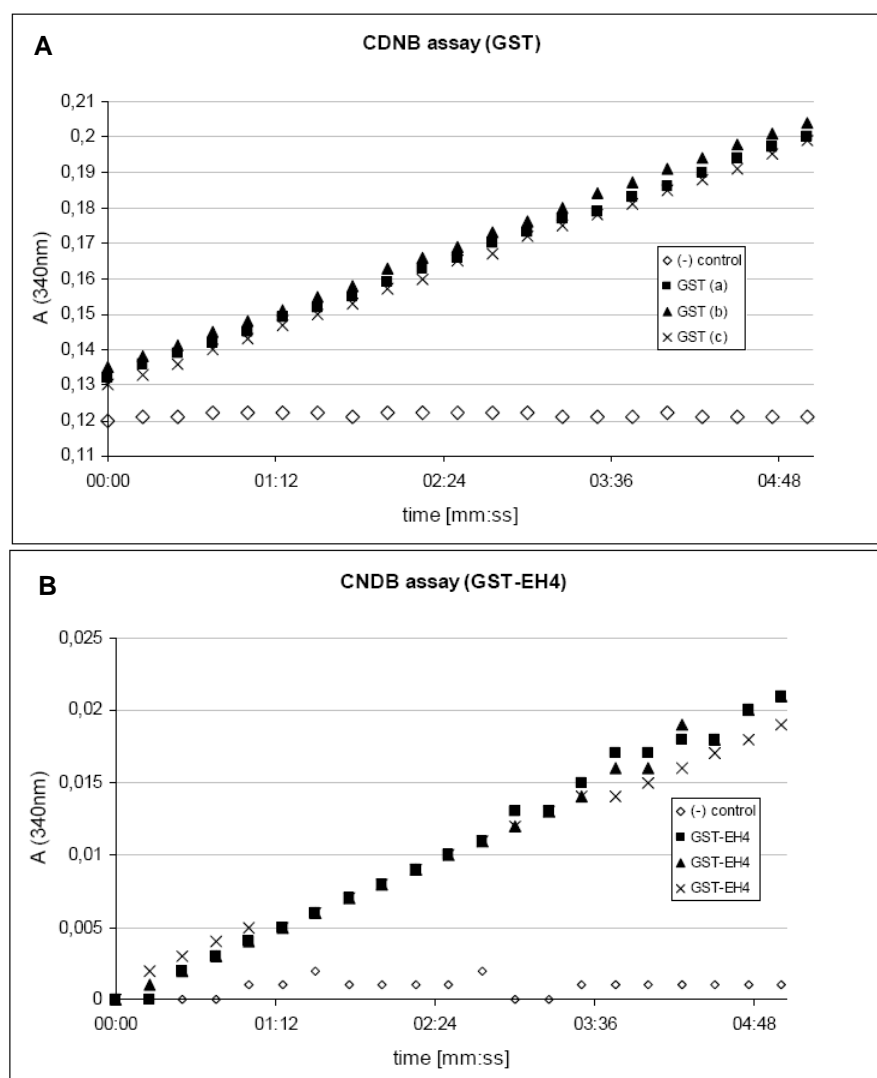 A
CDNB assay (GST)
A (340nm)
0,21
0,2
0,19
0,18
0,17
0,16
0,15
0,14
0,13
0,12
0,11
00:00
01:12
02:24
03:36
04:48
time [mm:ss]
(-) control
GST (a)
GST (b)
GST (c)
B
CNDB assay (GST-EH4)
A (340nm)
0,025
0,02
0,015
0,01
0,005
0
00:00
01:12
02:24
03:36
04:48
time [mm:ss]
(-) control
GST-EH4
GST-EH4
GST-EH4